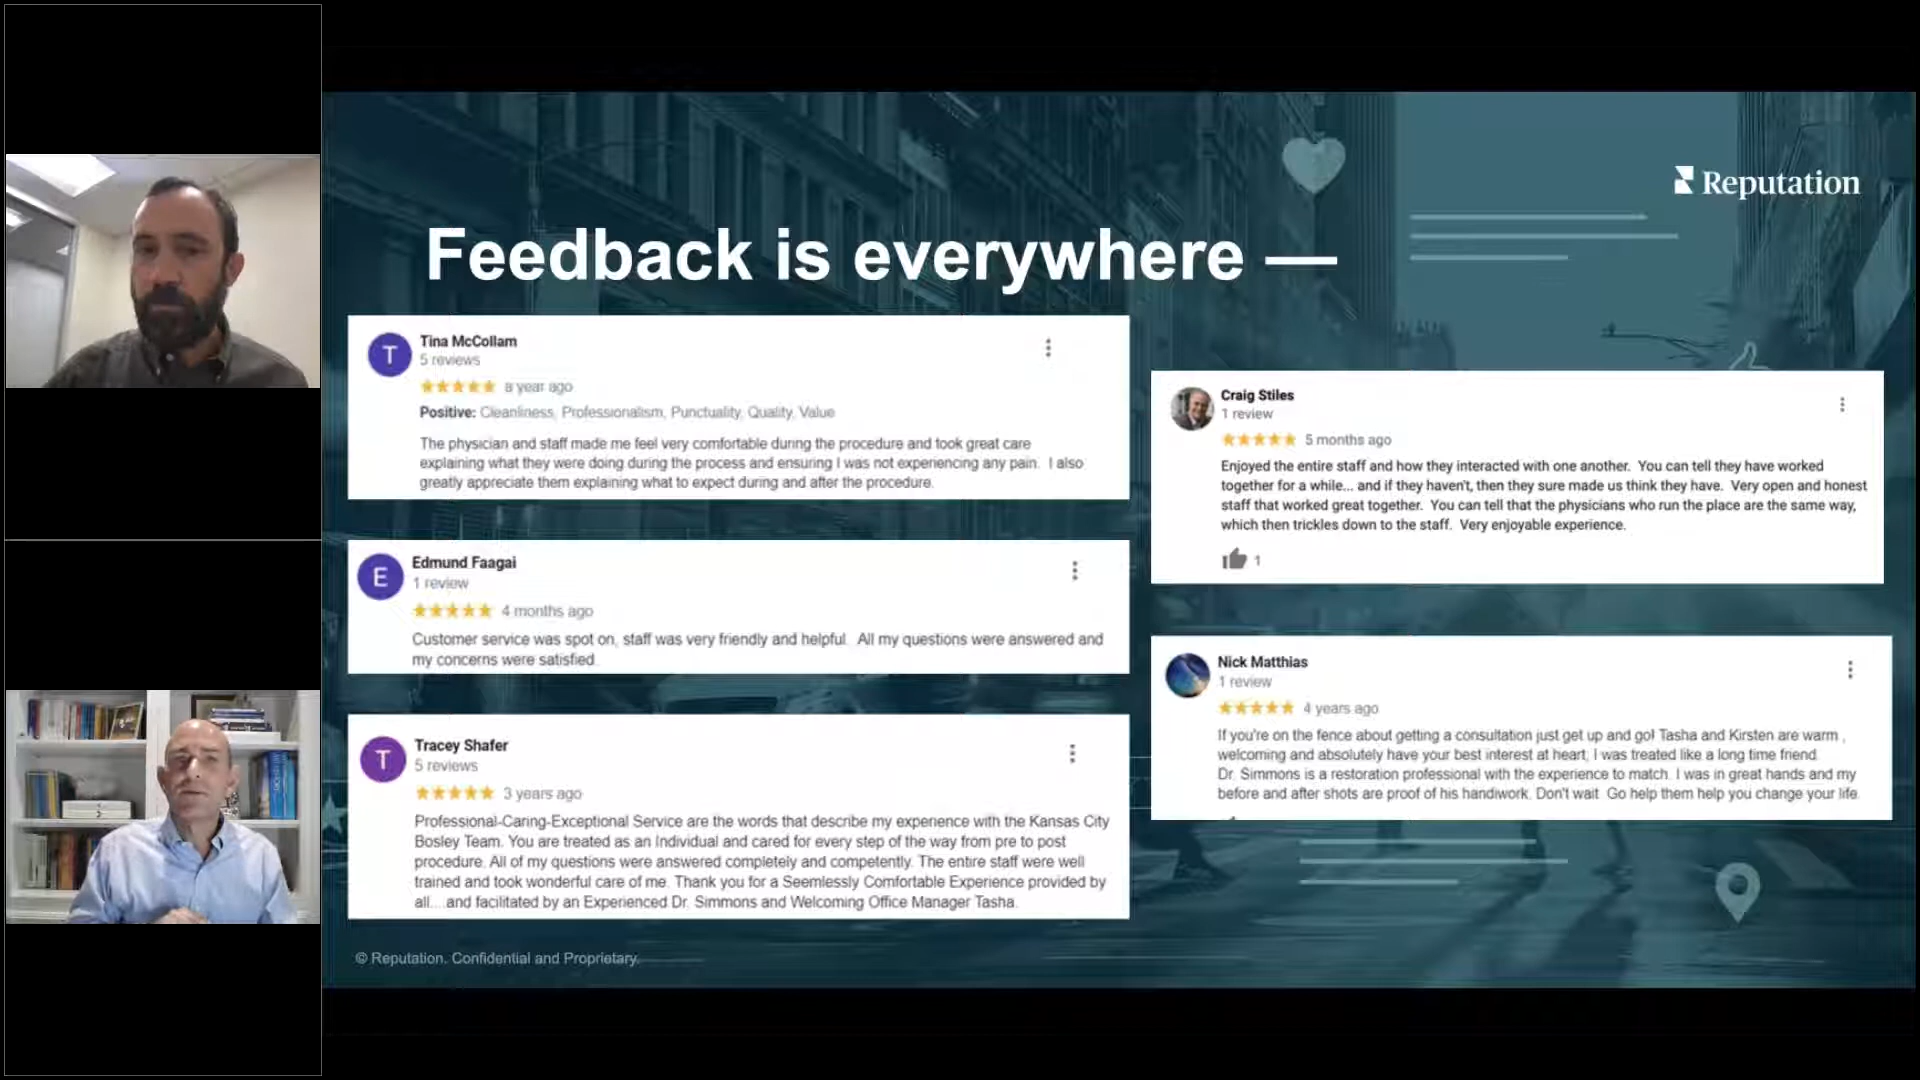 Reputation
Feedback is everywhere —
T
Tina McCollam
5 reviews
a year ago
Positive: Cleanliness, Professionalism, Punctuality, Quality, Value
The physician and staff made me feel very comfortable during the procedure and took great care
explaining what they were doing during the process and ensuring I was not experiencing any pain. I also
greatly appreciate them explaining what to expect during and after the procedure.
E
Edmund Faagai
1 review
4 months ago
Customer service was spot on, staff was very friendly and helpful. All my questions were answered and
my concerns were satisfied.
T
Tracey Shafer
5 reviews
3 years ago
Professional-Caring-Exceptional Service are the words that describe my experience with the Kansas City
Bosley Team. You are treated as an Individual and cared for every step of the way from pre to post
procedure. All of my questions were answered completely and competently. The entire staff were well
trained and took wonderful care of me. Thank you for a Seemlessly Comfortable Experience provided by
all....and facilitated by an Experienced Dr. Simmons and Welcoming Office Manager Tasha.
Craig Stiles
1 review
5 months ago
Enjoyed the entire staff and how they interacted with one another. You can tell they have worked
together for a while... and if they haven't, then they sure made us think they have. Very open and honest
staff that worked great together. You can tell that the physicians who run the place are the same way,
which then trickles down to the staff. Very enjoyable experience.
1
Nick Matthias
1 review
4 years ago
If you're on the fence about getting a consultation just get up and go! Tasha and Kirsten are warm ,
welcoming and absolutely have your best interest at heart, I was treated like a long time friend.
Dr. Simmons is a restoration professional with the experience to match. I was in great hands and my
before and after shots are proof of his handiwork. Don't wait. Go help them help you change your life.
© Reputation. Confidential and Proprietary.